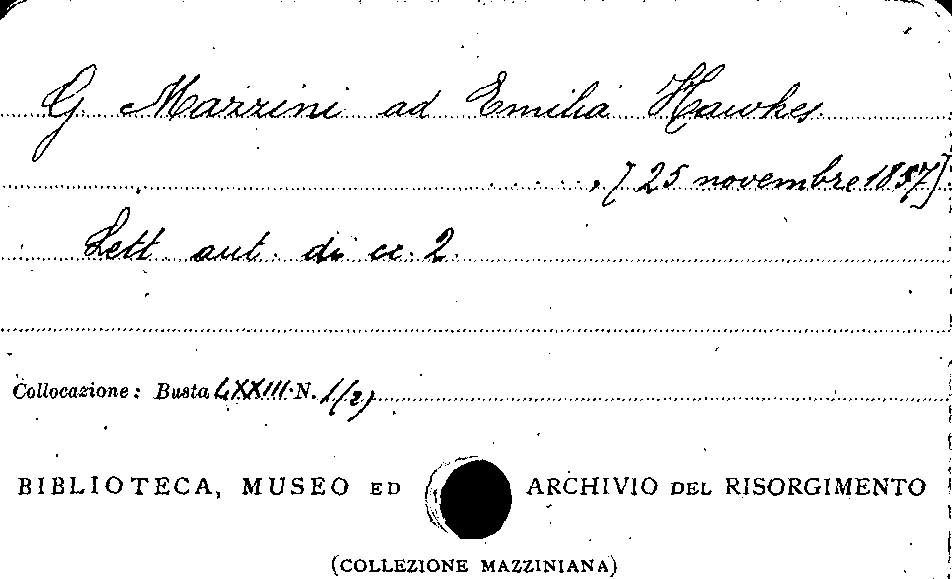 G. Mazzini ad Emilia Hawkes
......, [25 novembre 1857]
Lett. aut. di cc. 2.
Collocazione: Busta LXXIII N. 1/(2)
BIBLIOTECA, MUSEO ED ARCHIVIO DEL RISORGIMENTO
(COLLEZIONE MAZZINIANA)